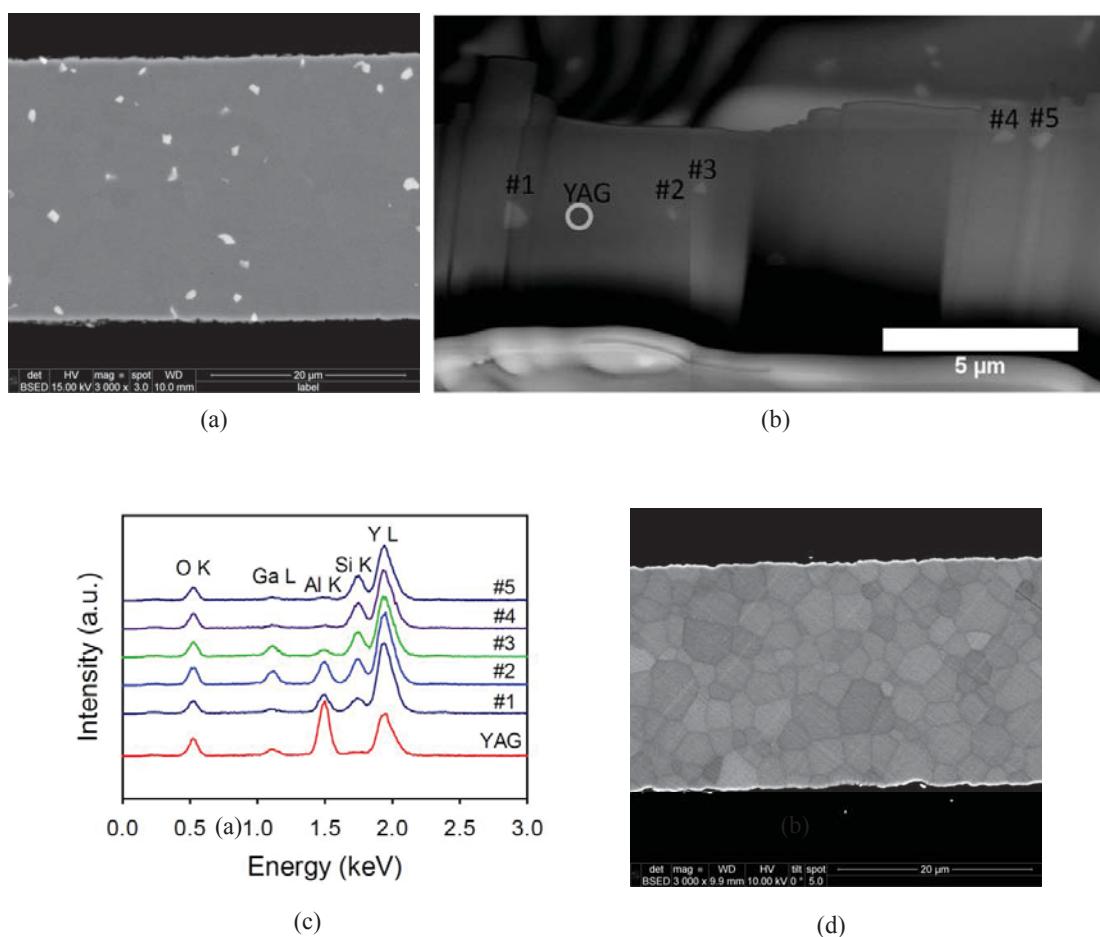 det HV mag = spot WD 20 µm
BSED 15.00 kV 3 000 x 3.0 10.0 mm label
(a)
#1
YAG
#2
#3
#4 #5
5 µm
(b)
Intensity (a.u.)
O K
Ga L
Al K
Si K
Y L
#5
#4
#3
#2
#1
YAG
0.0 0.5 (a) 1.0 1.5 2.0 2.5 3.0
Energy (keV)
(c)
(b)
det mag = WD HV tilt spot 20 µm
BSED 3 000 x 9.9 mm 10.00 kV 0 ° 5.0
(d)